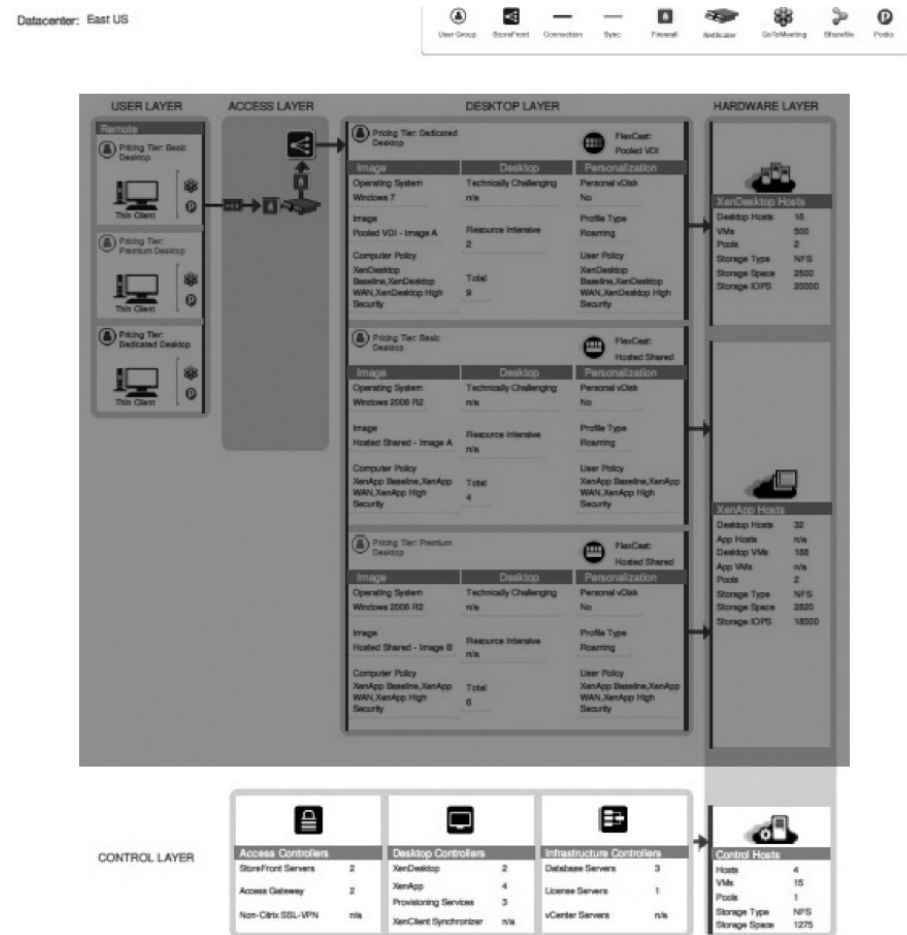 Datacenter: East US
User Group StoreFront Connection Sync Firewall NetScaler GoToMeeting Sharefile Podio
USER LAYER
ACCESS LAYER
DESKTOP LAYER
HARDWARE LAYER
Remote
Pricing Tier: Basic
Desktop
Thin Client
Pricing Tier:
Premium Desktop
Thin Client
Pricing Tier:
Dedicated Desktop
Thin Client
Pricing Tier: Dedicated
Desktop
FlexCast:
Pooled VDI
Image Desktop Personalization
Operating System Technically Challenging Personal vDisk
Windows 7 n/a No
Image Resource Intensive Profile Type
Pooled VDI - Image A 2 Roaming
Computer Policy User Policy
XenDesktop Total XenDesktop
Baseline,XenDesktop Baseline,XenDesktop
WAN,XenDesktop High 9 WAN,XenDesktop High
Security Security
Pricing Tier: Basic
Desktop
FlexCast:
Hosted Shared
Image Desktop Personalization
Operating System Technically Challenging Personal vDisk
Windows 2008 R2 n/a No
Image Resource Intensive Profile Type
Hosted Shared - Image A n/a Roaming
Computer Policy User Policy
XenApp Baseline,XenApp Total XenApp Baseline,XenApp
WAN,XenApp High 4 WAN,XenApp High
Security Security
Pricing Tier: Premium
Desktop
FlexCast:
Hosted Shared
Image Desktop Personalization
Operating System Technically Challenging Personal vDisk
Windows 2008 R2 n/a No
Image Resource Intensive Profile Type
Hosted Shared - Image B n/a Roaming
Computer Policy User Policy
XenApp Baseline,XenApp Total XenApp Baseline,XenApp
WAN,XenApp High 6 WAN,XenApp High
Security Security
XenDesktop Hosts
Desktop Hosts 16
VMs 500
Pools 2
Storage Type NFS
Storage Space 2500
Storage IOPS 20000
XenApp Hosts
Desktop Hosts 32
App Hosts n/a
Desktop VMs 188
App VMs n/a
Pools 2
Storage Type NFS
Storage Space 2820
Storage IOPS 18000
CONTROL LAYER
Access Controllers
StoreFront Servers 2
Access Gateway 2
Non-Citrix SSL-VPN n/a
Desktop Controllers
XenDesktop 2
XenApp 4
Provisioning Services 3
XenClient Synchronizer n/a
Infrastructure Controllers
Database Servers 3
License Servers 1
vCenter Servers n/a
Control Hosts
Hosts 4
VMs 15
Pools 1
Storage Type NFS
Storage Space 1275